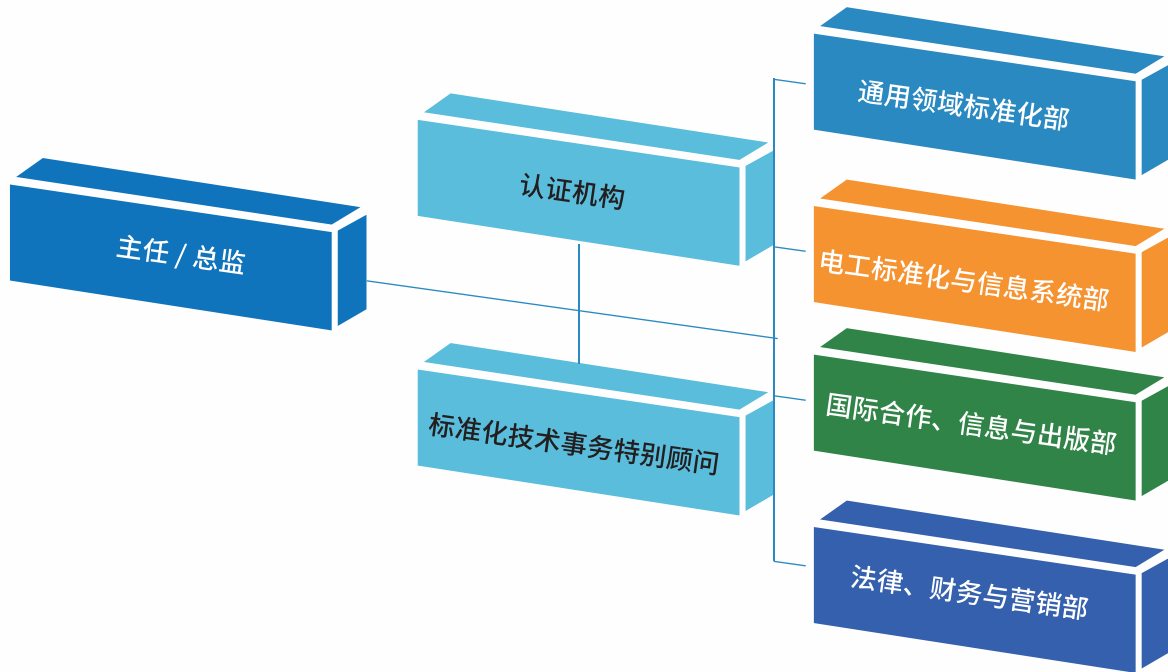 主任 / 总监
认证机构
标准化技术事务特别顾问
通用领域标准化部
电工标准化与信息系统部
国际合作、信息与出版部
法律、财务与营销部